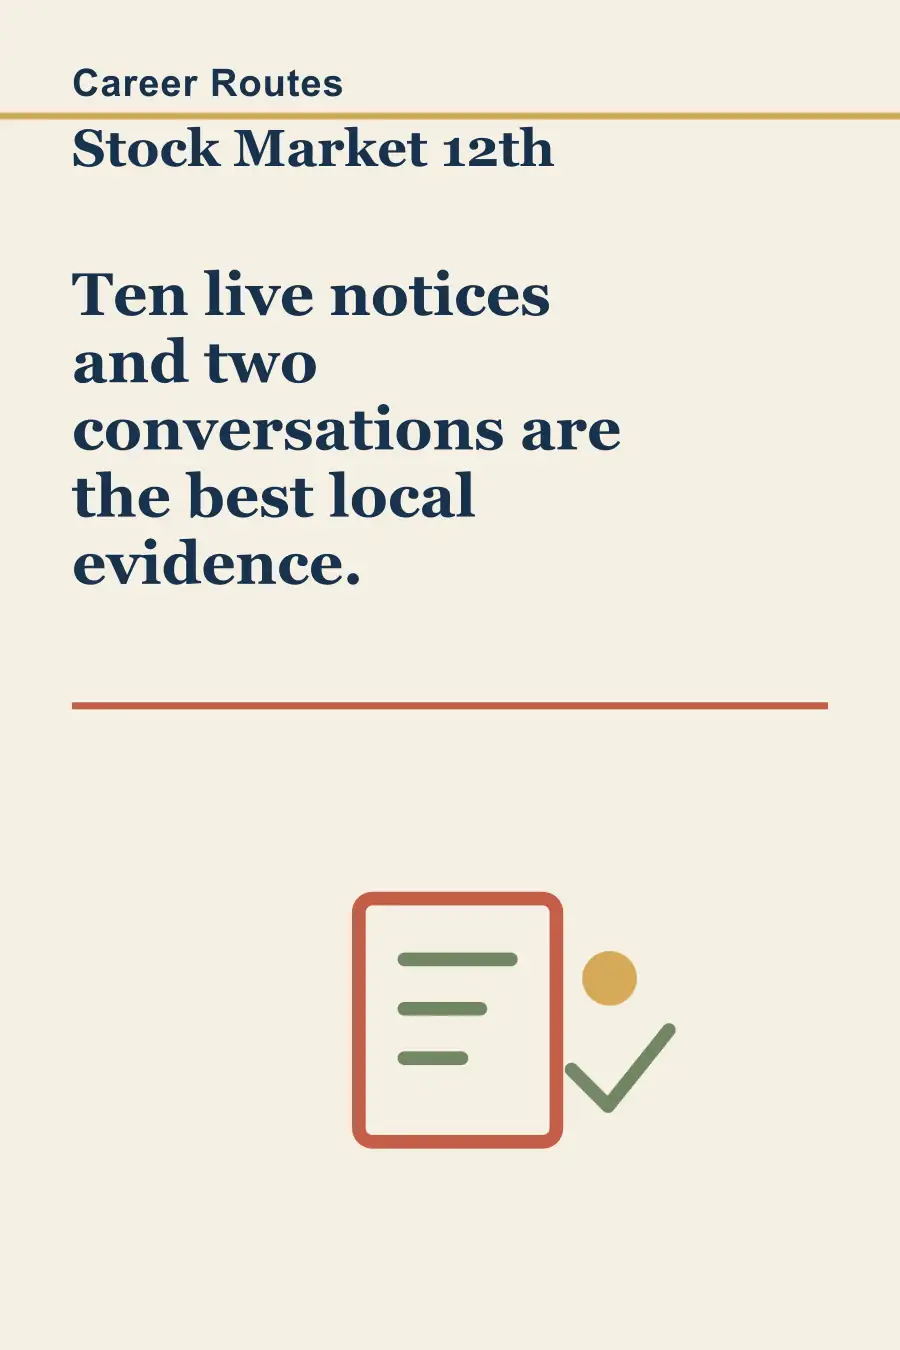 Career Routes
Stock Market 12th
Ten live notices
and two
conversations are
the best local
evidence.